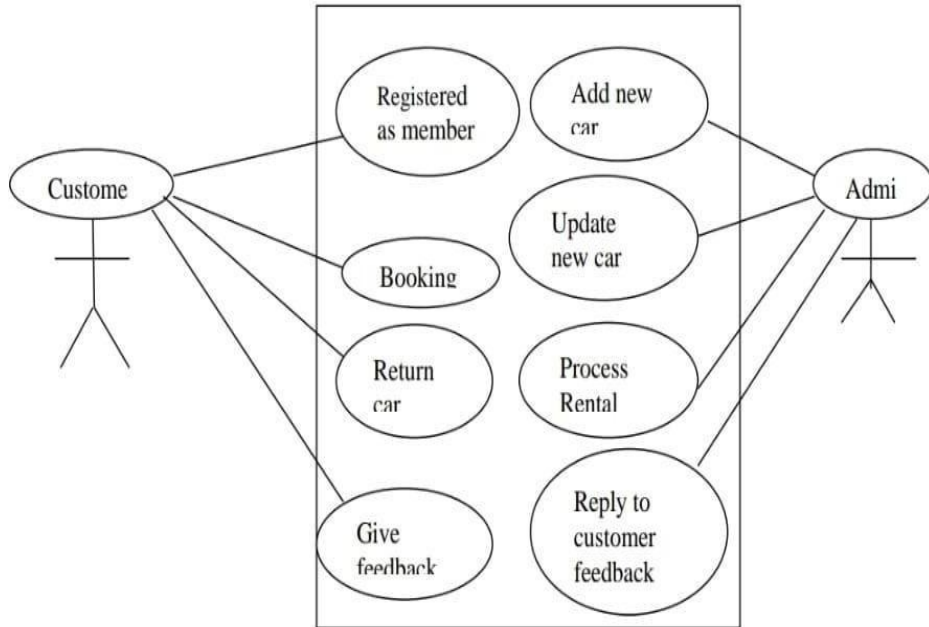 Registered
as member
Add new
car
Custome
Admi
Update
new car
Booking
Return
car
Process
Rental
Give
feedback
Reply to
customer
feedback